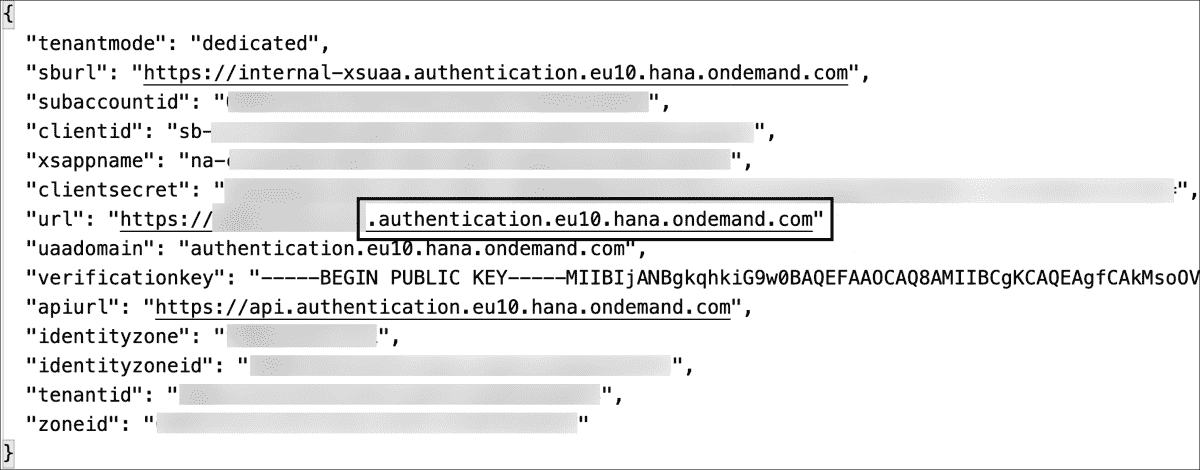 {
"tenantmode": "dedicated",
"sburl": "https://internal-xsuaa.authentication.eu10.hana.ondemand.com",
"subaccountid": "",
"clientid": "sb-",
"xsappname": "na-",
"clientsecret": "",
"url": "https:// .authentication.eu10.hana.ondemand.com"
"uaadomain": "authentication.eu10.hana.ondemand.com",
"verificationkey": "-----BEGIN PUBLIC KEY-----MIIBIjANBgkqhkiG9w0BAQEFAAOCAQ8AMIIBCgKCAQEAgfCAkMsoOV
"apiurl": "https://api.authentication.eu10.hana.ondemand.com",
"identityzone": "",
"identityzoneid": "",
"tenantid": "",
"zoneid": ""
}